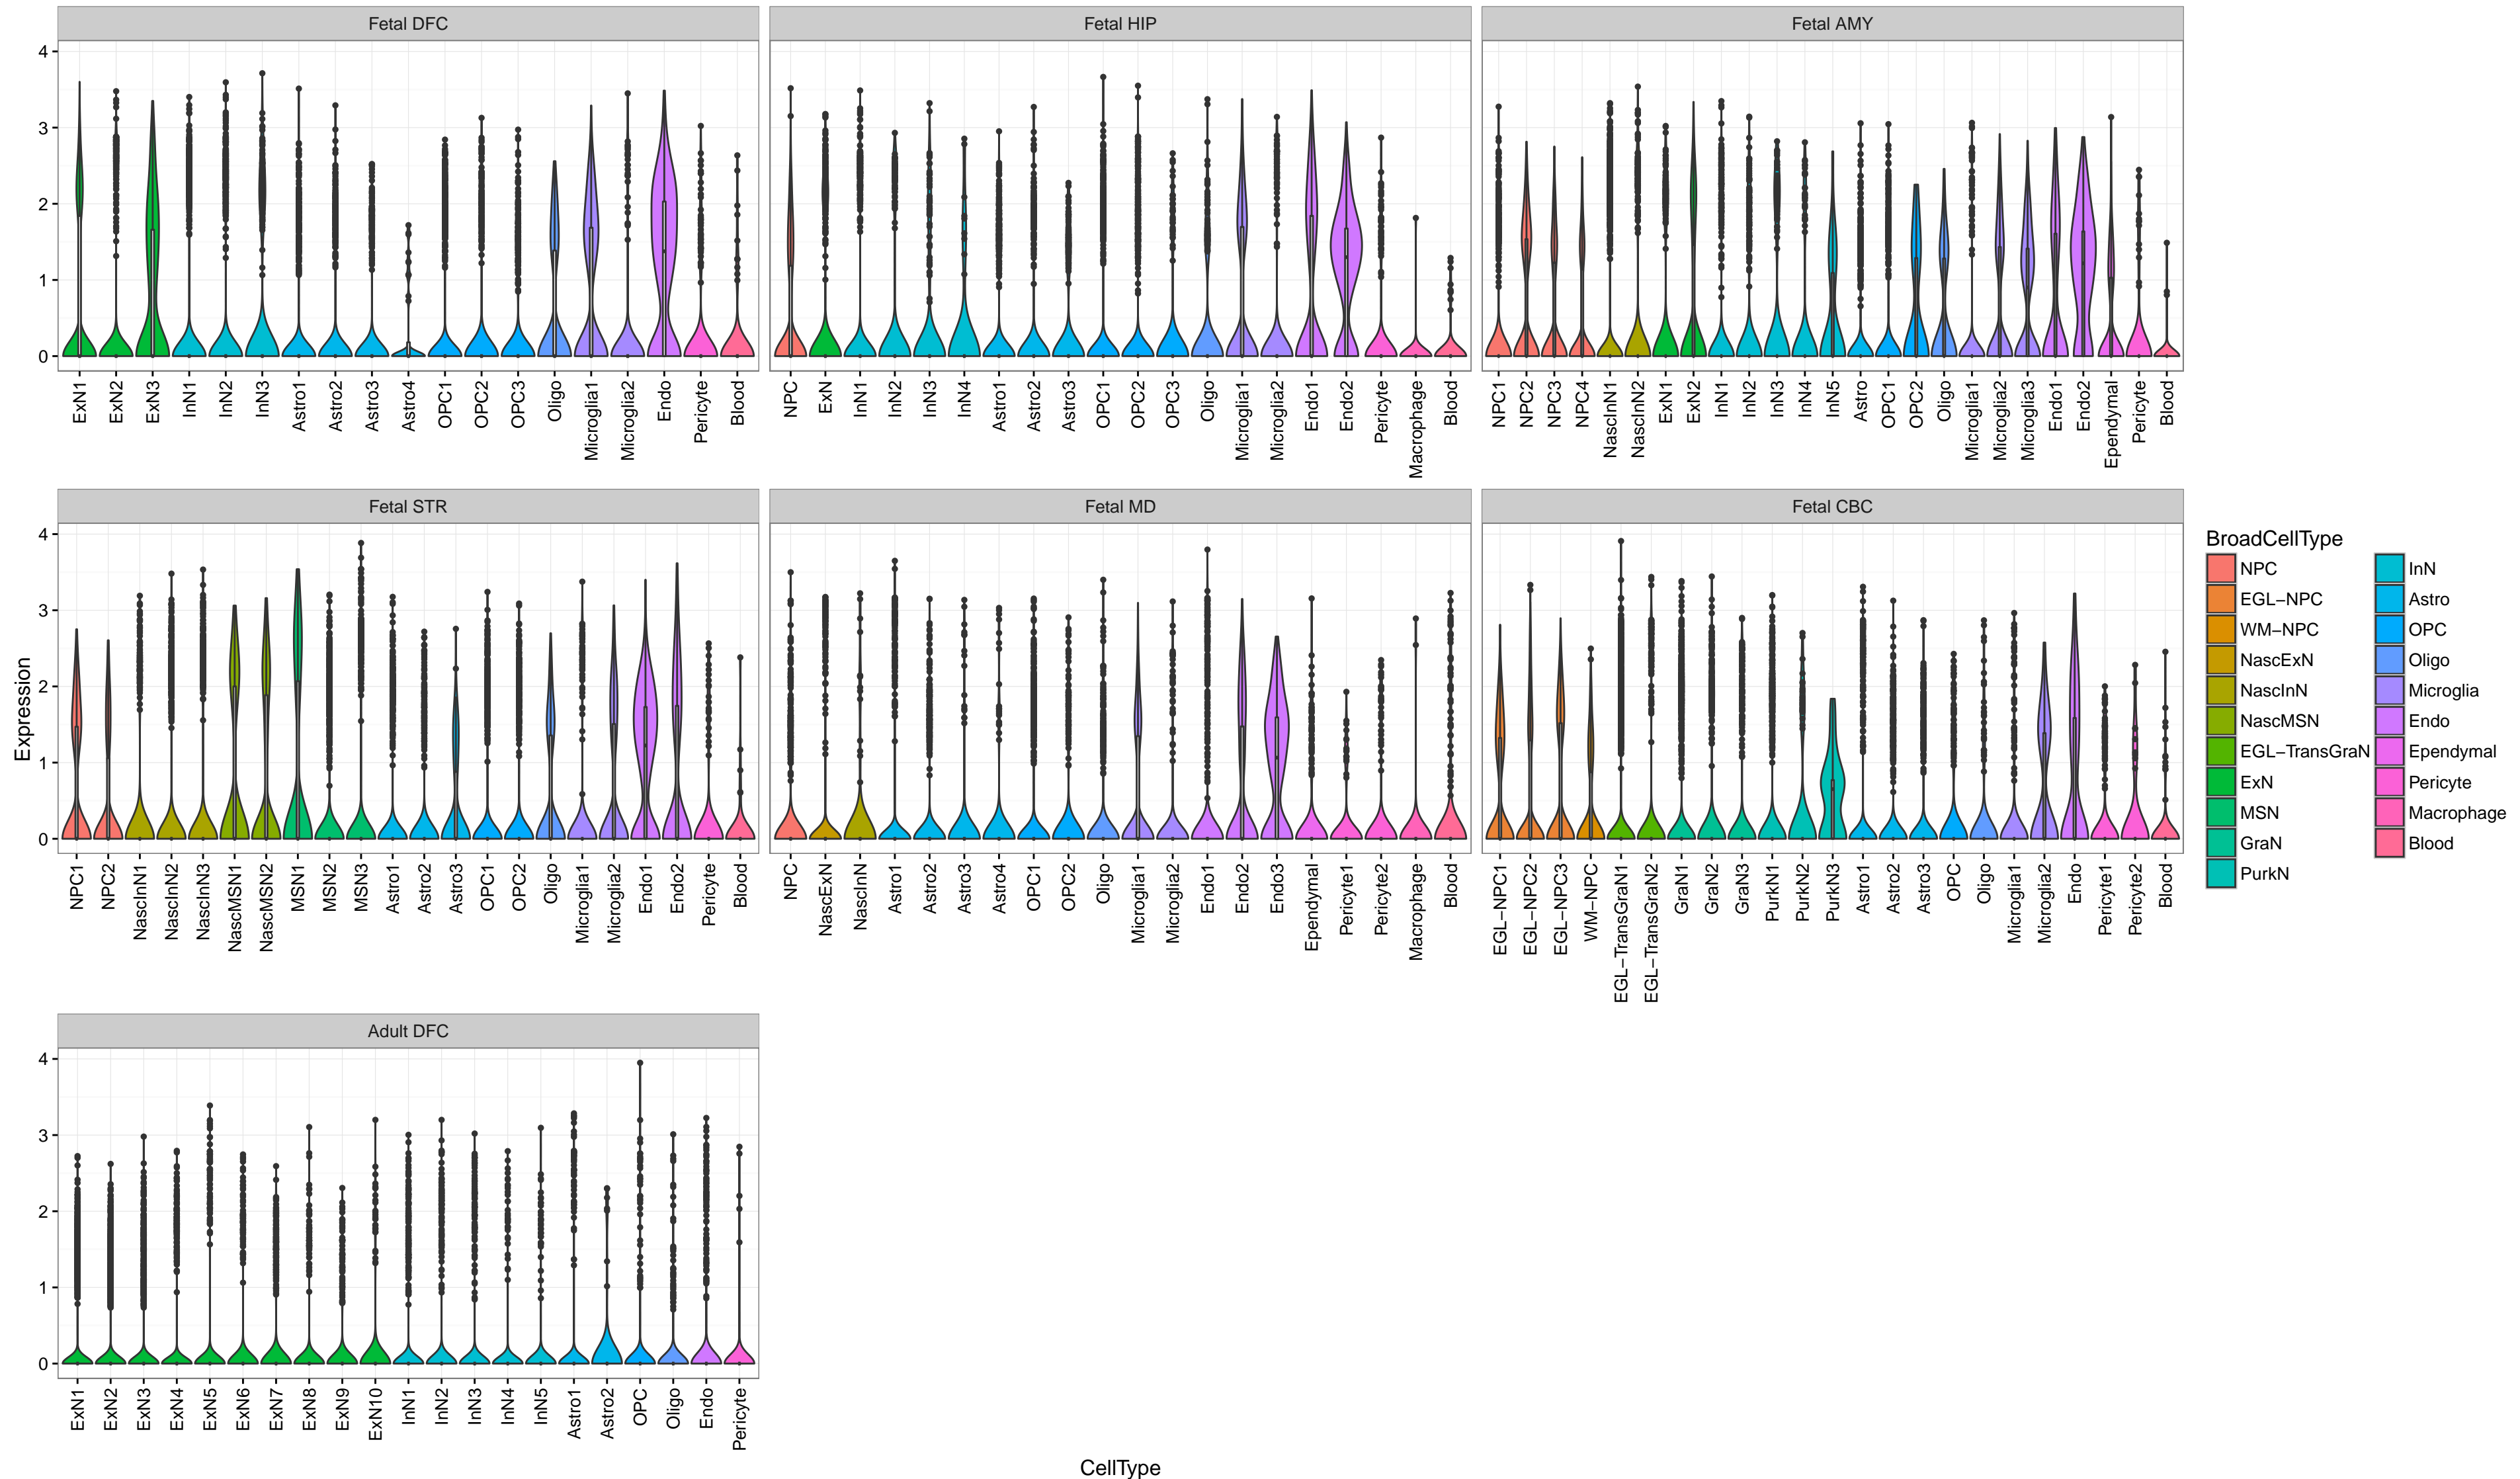 Fetal DFC Fetal HIP Fetal AMY
4
3
2
1
0
ExN1 ExN2 ExN3 InN1 InN2 InN3 Astro1 Astro2 Astro3 Astro4 OPC1 OPC2 OPC3 Oligo Microglia1 Microglia2 Endo Pericyte Blood
NPC ExN InN1 InN2 InN3 InN4 Astro1 Astro2 Astro3 OPC1 OPC2 OPC3 Oligo Microglia1 Microglia2 Endo1 Endo2 Pericyte Macrophage Blood
NPC1 NPC2 NPC3 NPC4 NascInN1 NascInN2 ExN1 ExN2 InN1 InN2 InN3 InN4 InN5 Astro OPC1 OPC2 Oligo Microglia1 Microglia2 Microglia3 Endo1 Endo2 Ependymal Pericyte Blood
Fetal STR Fetal MD Fetal CBC
Expression
4
3
2
1
0
NPC1 NPC2 NascInN1 NascInN2 NascInN3 NascMSN1 NascMSN2 MSN1 MSN2 MSN3 Astro1 Astro2 Astro3 OPC1 OPC2 Oligo Microglia1 Microglia2 Endo1 Endo2 Pericyte Blood
NPC NascExN NascInN Astro1 Astro2 Astro3 Astro4 OPC1 OPC2 Oligo Microglia1 Microglia2 Endo1 Endo2 Endo3 Ependymal Pericyte1 Pericyte2 Macrophage Blood
EGL−NPC1 EGL−NPC2 EGL−NPC3 WM−NPC EGL−TransGraN1 EGL−TransGraN2 GraN1 GraN2 GraN3 PurkN1 PurkN2 PurkN3 Astro1 Astro2 Astro3 OPC Oligo Microglia1 Microglia2 Endo Pericyte1 Pericyte2 Blood
BroadCellType
NPC InN
EGL−NPC Astro
WM−NPC OPC
NascExN Oligo
NascInN Microglia
NascMSN Endo
EGL−TransGraN Ependymal
ExN Pericyte
MSN Macrophage
GraN Blood
PurkN
Adult DFC
4
3
2
1
0
ExN1 ExN2 ExN3 ExN4 ExN5 ExN6 ExN7 ExN8 ExN9 ExN10 InN1 InN2 InN3 InN4 InN5 Astro1 Astro2 OPC Oligo Endo Pericyte
CellType